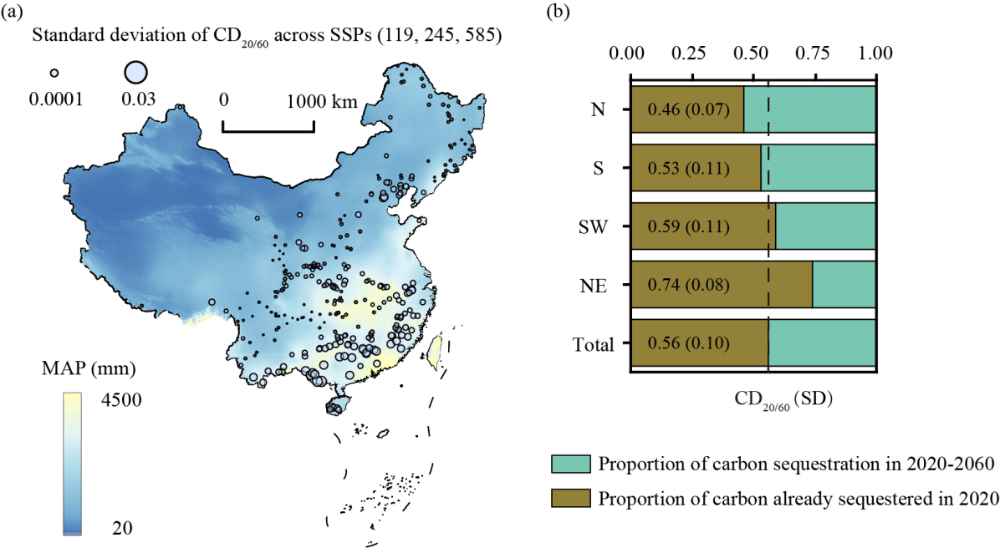 (a)
Standard deviation of CD20/60 across SSPs (119, 245, 585)
0.0001
0.03
0
1000 km
MAP (mm)
4500
20
(b)
0.00 0.25 0.50 0.75 1.00
N 0.46 (0.07)
S 0.53 (0.11)
SW 0.59 (0.11)
NE 0.74 (0.08)
Total 0.56 (0.10)
CD20/60 (SD)
Proportion of carbon sequestration in 2020-2060
Proportion of carbon already sequestered in 2020